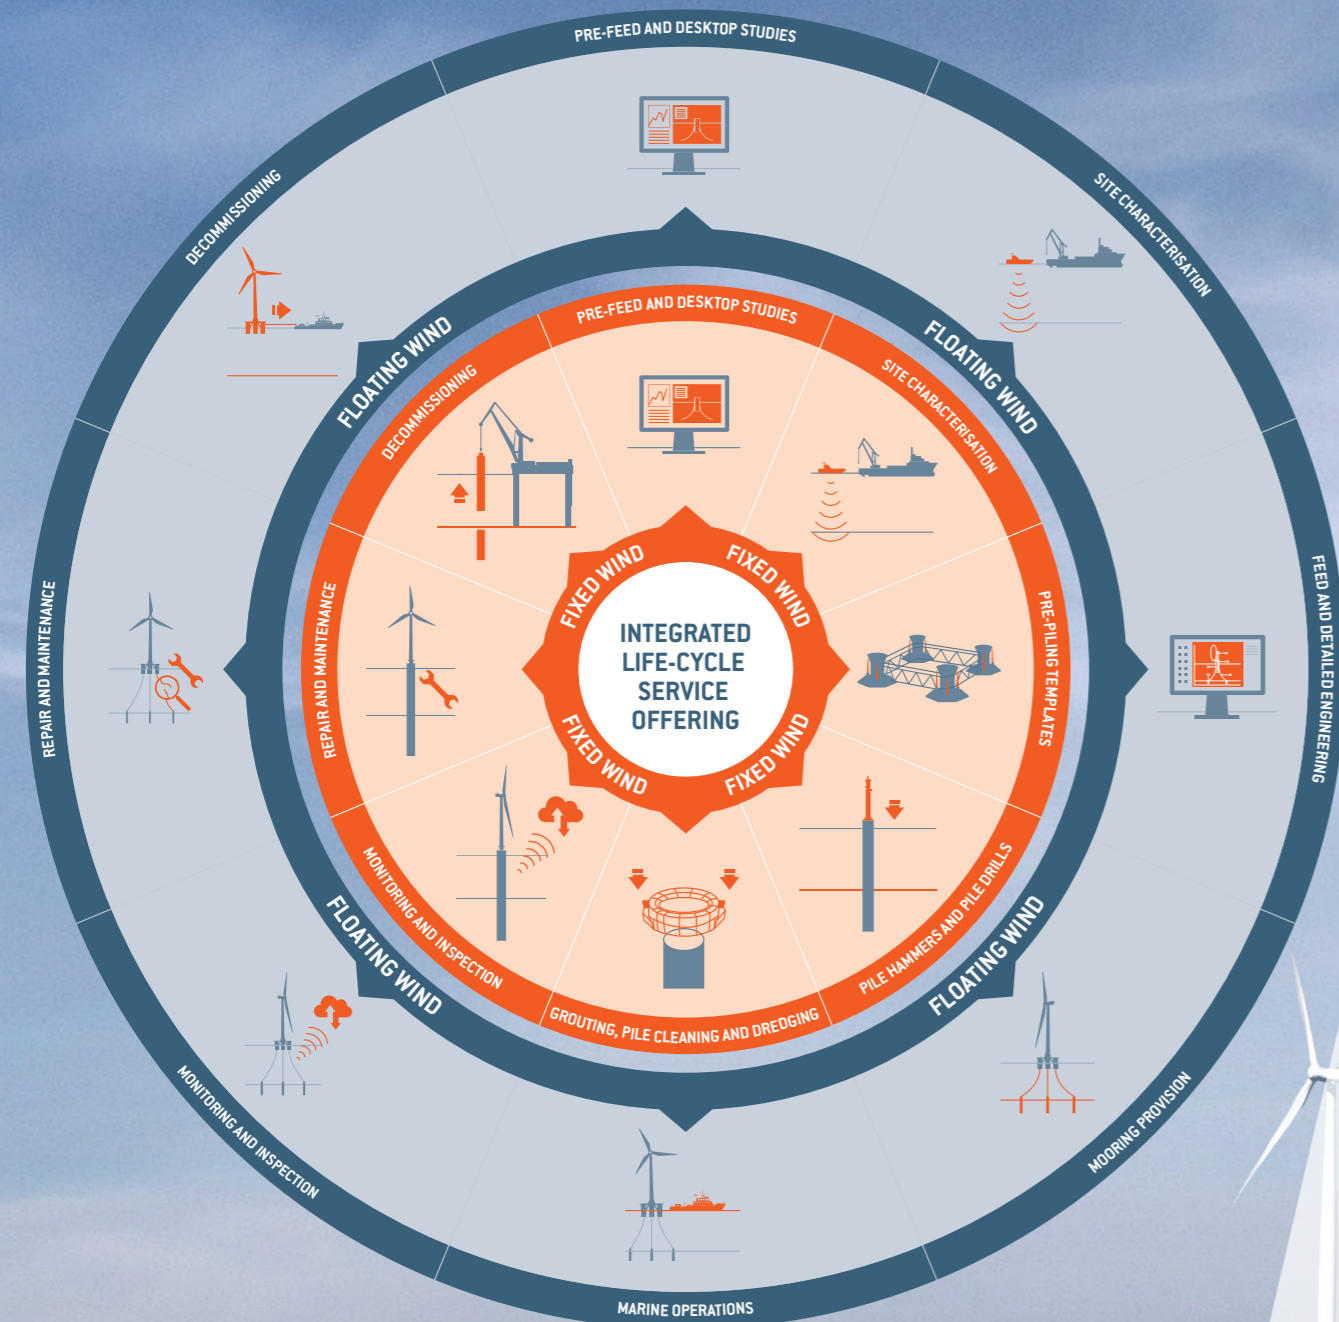 PRE-FEED AND DESKTOP STUDIES
SITE CHARACTERISATION
FEED AND DETAILED ENGINEERING
MOORING PROVISION
MARINE OPERATIONS
MONITORING AND INSPECTION
REPAIR AND MAINTENANCE
DECOMMISSIONING
FLOATING WIND
FLOATING WIND
FLOATING WIND
FLOATING WIND
PRE-FEED AND DESKTOP STUDIES
SITE CHARACTERISATION
PRE-PILING TEMPLATES
PILE HAMMERS AND PILE DRILLS
GROUTING, PILE CLEANING AND DREDGING
MONITORING AND INSPECTION
REPAIR AND MAINTENANCE
DECOMMISSIONING
FIXED WIND
FIXED WIND
FIXED WIND
FIXED WIND
INTEGRATED
LIFE-CYCLE
SERVICE
OFFERING